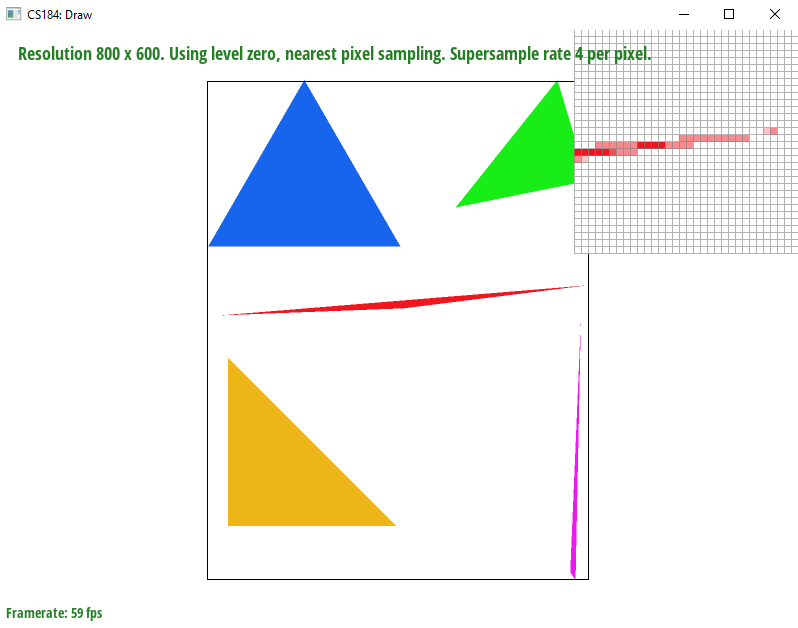 CS184: Draw
Resolution 800 x 600. Using level zero, nearest pixel sampling. Supersample rate 4 per pixel.
Framerate: 59 fps